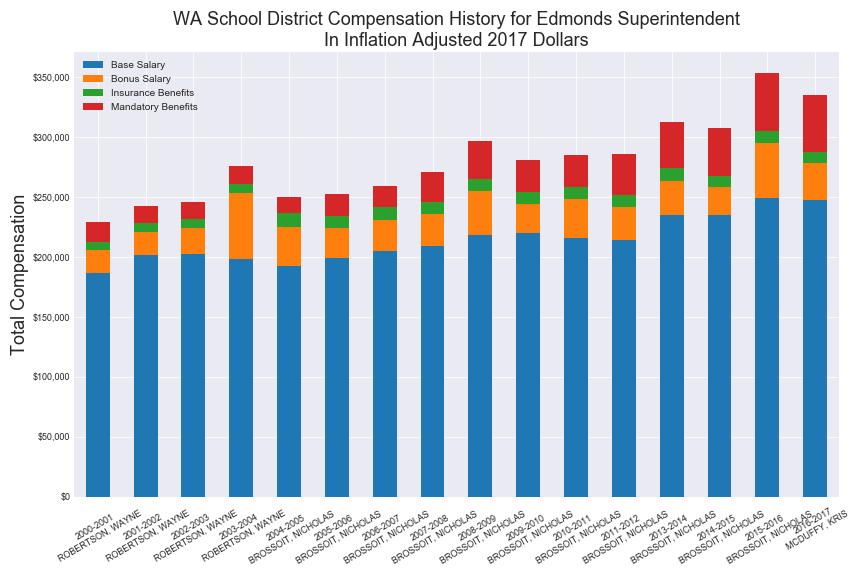 WA School District Compensation History for Edmonds Superintendent
In Inflation Adjusted 2017 Dollars
Base Salary
Bonus Salary
Insurance Benefits
Mandatory Benefits
Total Compensation
$350,000
$300,000
$250,000
$200,000
$150,000
$100,000
$50,000
$0
2000-2001
ROBERTSON, WAYNE
2001-2002
ROBERTSON, WAYNE
2002-2003
ROBERTSON, WAYNE
2003-2004
ROBERTSON, WAYNE
2004-2005
BROSSOIT, NICHOLAS
2005-2006
BROSSOIT, NICHOLAS
2006-2007
BROSSOIT, NICHOLAS
2007-2008
BROSSOIT, NICHOLAS
2008-2009
BROSSOIT, NICHOLAS
2009-2010
BROSSOIT, NICHOLAS
2010-2011
BROSSOIT, NICHOLAS
2011-2012
BROSSOIT, NICHOLAS
2013-2014
BROSSOIT, NICHOLAS
2014-2015
BROSSOIT, NICHOLAS
2015-2016
BROSSOIT, NICHOLAS
2016-2017
MCDUFFY, KRIS